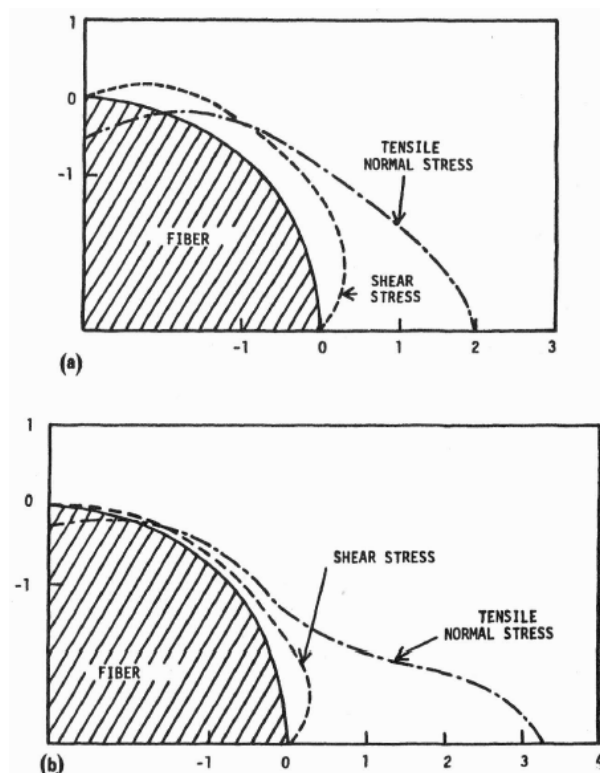 1
0
-1
TENSILE
NORMAL STRESS
FIBER
SHEAR
STRESS
-1 0 1 2 3
(a)
1
0
-1
SHEAR STRESS
TENSILE
NORMAL STRESS
FIBER
-1 0 1 2 3 4
(b)